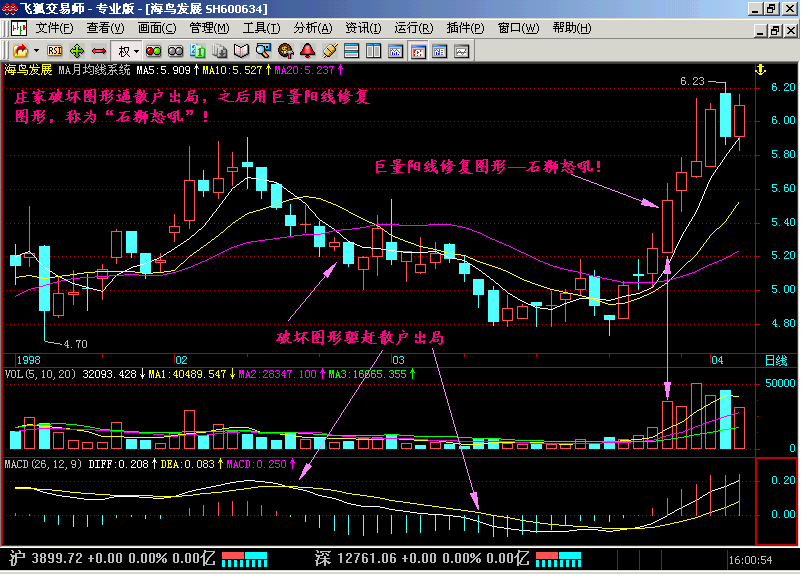 飞狐交易师 - 专业版 - [海鸟发展 SH600634]
文件(F) 查看(V) 画面(C) 管理(M) 工具(T) 分析(A) 资讯(I) 运行(R) 插件(P) 窗口(W) 帮助(H)
RSI 权
海鸟发展 MA月均线系统 MA5:5.909↑ MA10:5.527↑ MA20:5.237↑
庄家破坏图形逼散户出局，之后用巨量阳线修复
图形，称为“石狮怒吼”！
6.23
6.20
6.00
5.80
巨量阳线修复图形—石狮怒吼！
5.60
5.40
5.20
5.00
4.80
破坏图形驱赶散户出局
4.70
1998 02 03 04 日线
VOL(5,10,20) 32093.428↓ MA1:40489.547↓ MA2:28347.100↑ MA3:16665.355↑
50000
0
MACD(26,12,9) DIFF:0.208↑ DEA:0.083↑ MACD:0.250↑
0.20
0.00
沪 3899.72 +0.00 0.00% 0.00亿 深 12761.06 +0.00 0.00% 0.00亿 16:00:54